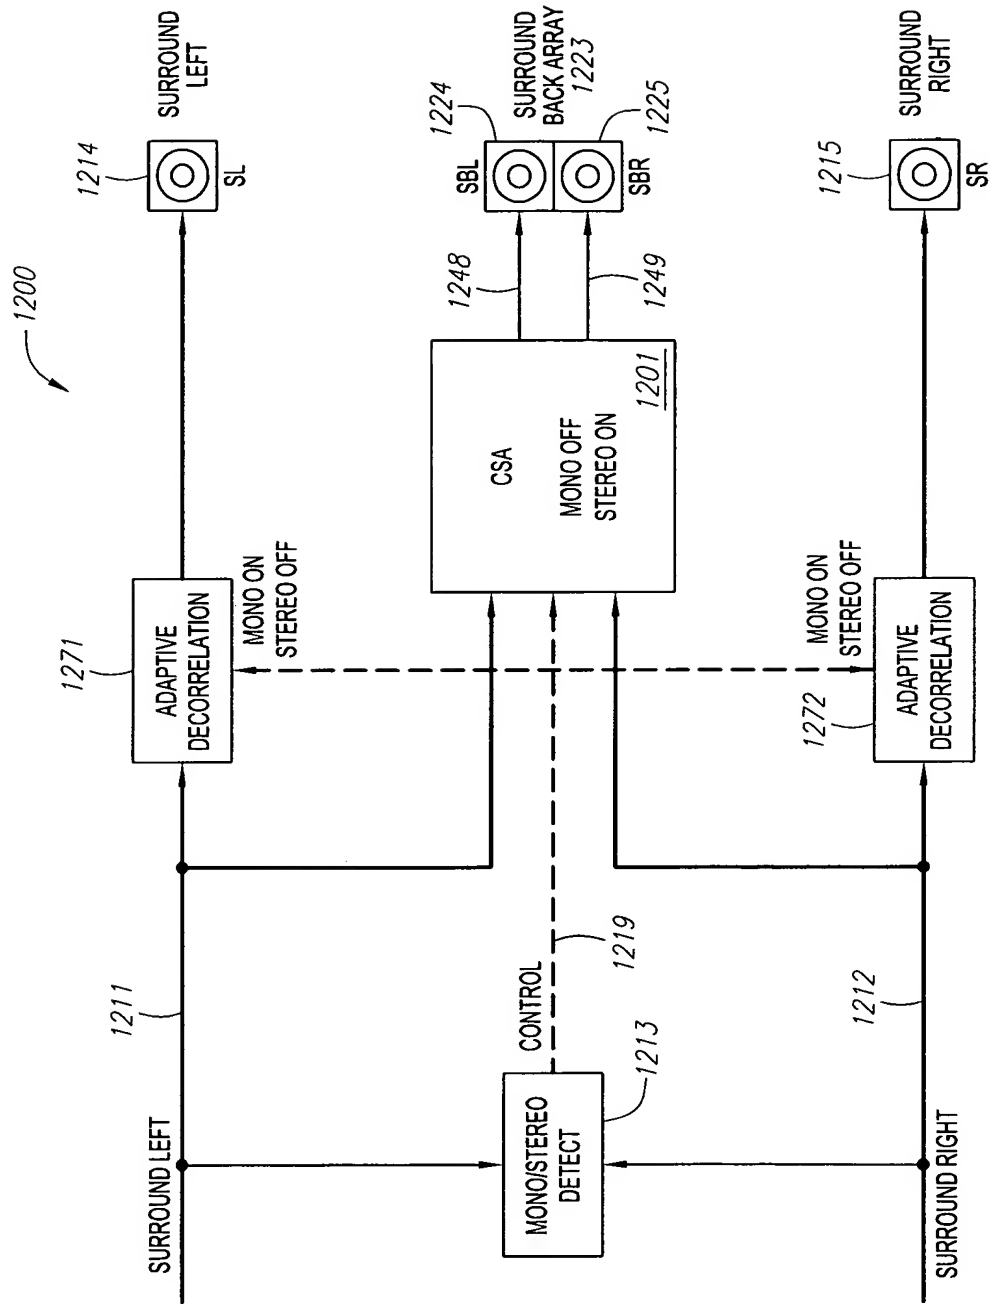 1200
SURROUND LEFT
1211
1271
ADAPTIVE
DECORRELATION
MONO ON
STEREO OFF
1214
SL
SURROUND
LEFT
MONO/STEREO
DETECT
1213
CONTROL
1219
CSA
MONO OFF
STEREO ON
1201
1248
1249
SBL
1224
SBR
1225
SURROUND
BACK ARRAY
1223
SURROUND RIGHT
1212
1272
ADAPTIVE
DECORRELATION
MONO ON
STEREO OFF
1215
SR
SURROUND
RIGHT